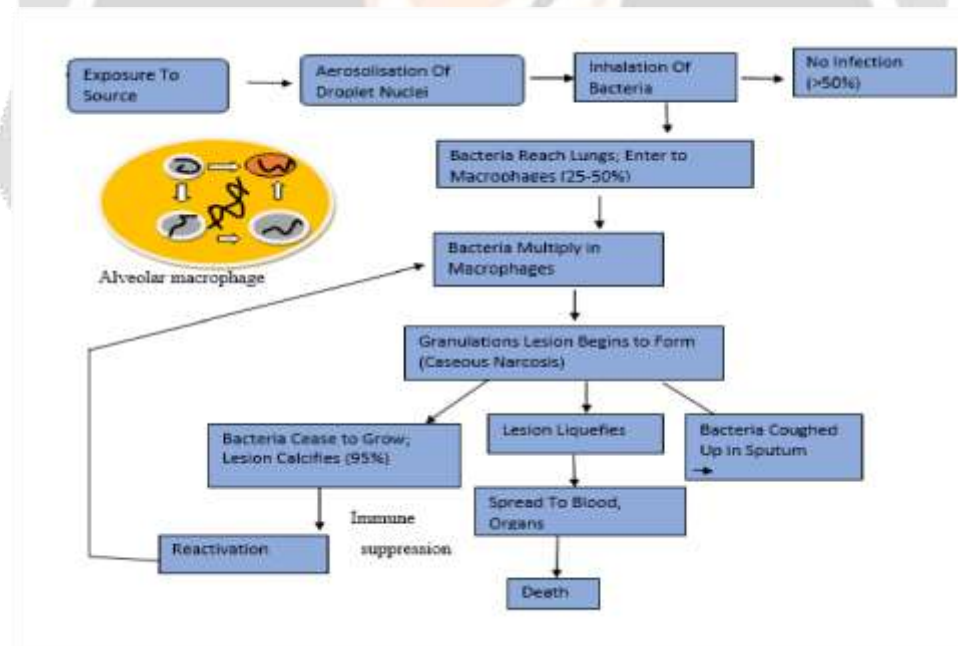 Exposure To
Source
Aerosolisation Of
Droplet Nuclei
Inhalation Of
Bacteria
No Infection
(>50%)
Bacteria Reach Lungs; Enter to
Macrophages (25-50%)
Alveolar macrophage
Bacteria Multiply in
Macrophages
Granulations Lesion Begins to Form
(Caseous Narcosis)
Bacteria Cease to Grow;
Lesion Calcifies (95%)
Lesion Liquefies
Bacteria Coughed
Up in Sputum
Immune
suppression
Spread To Blood,
Organs
Reactivation
Death